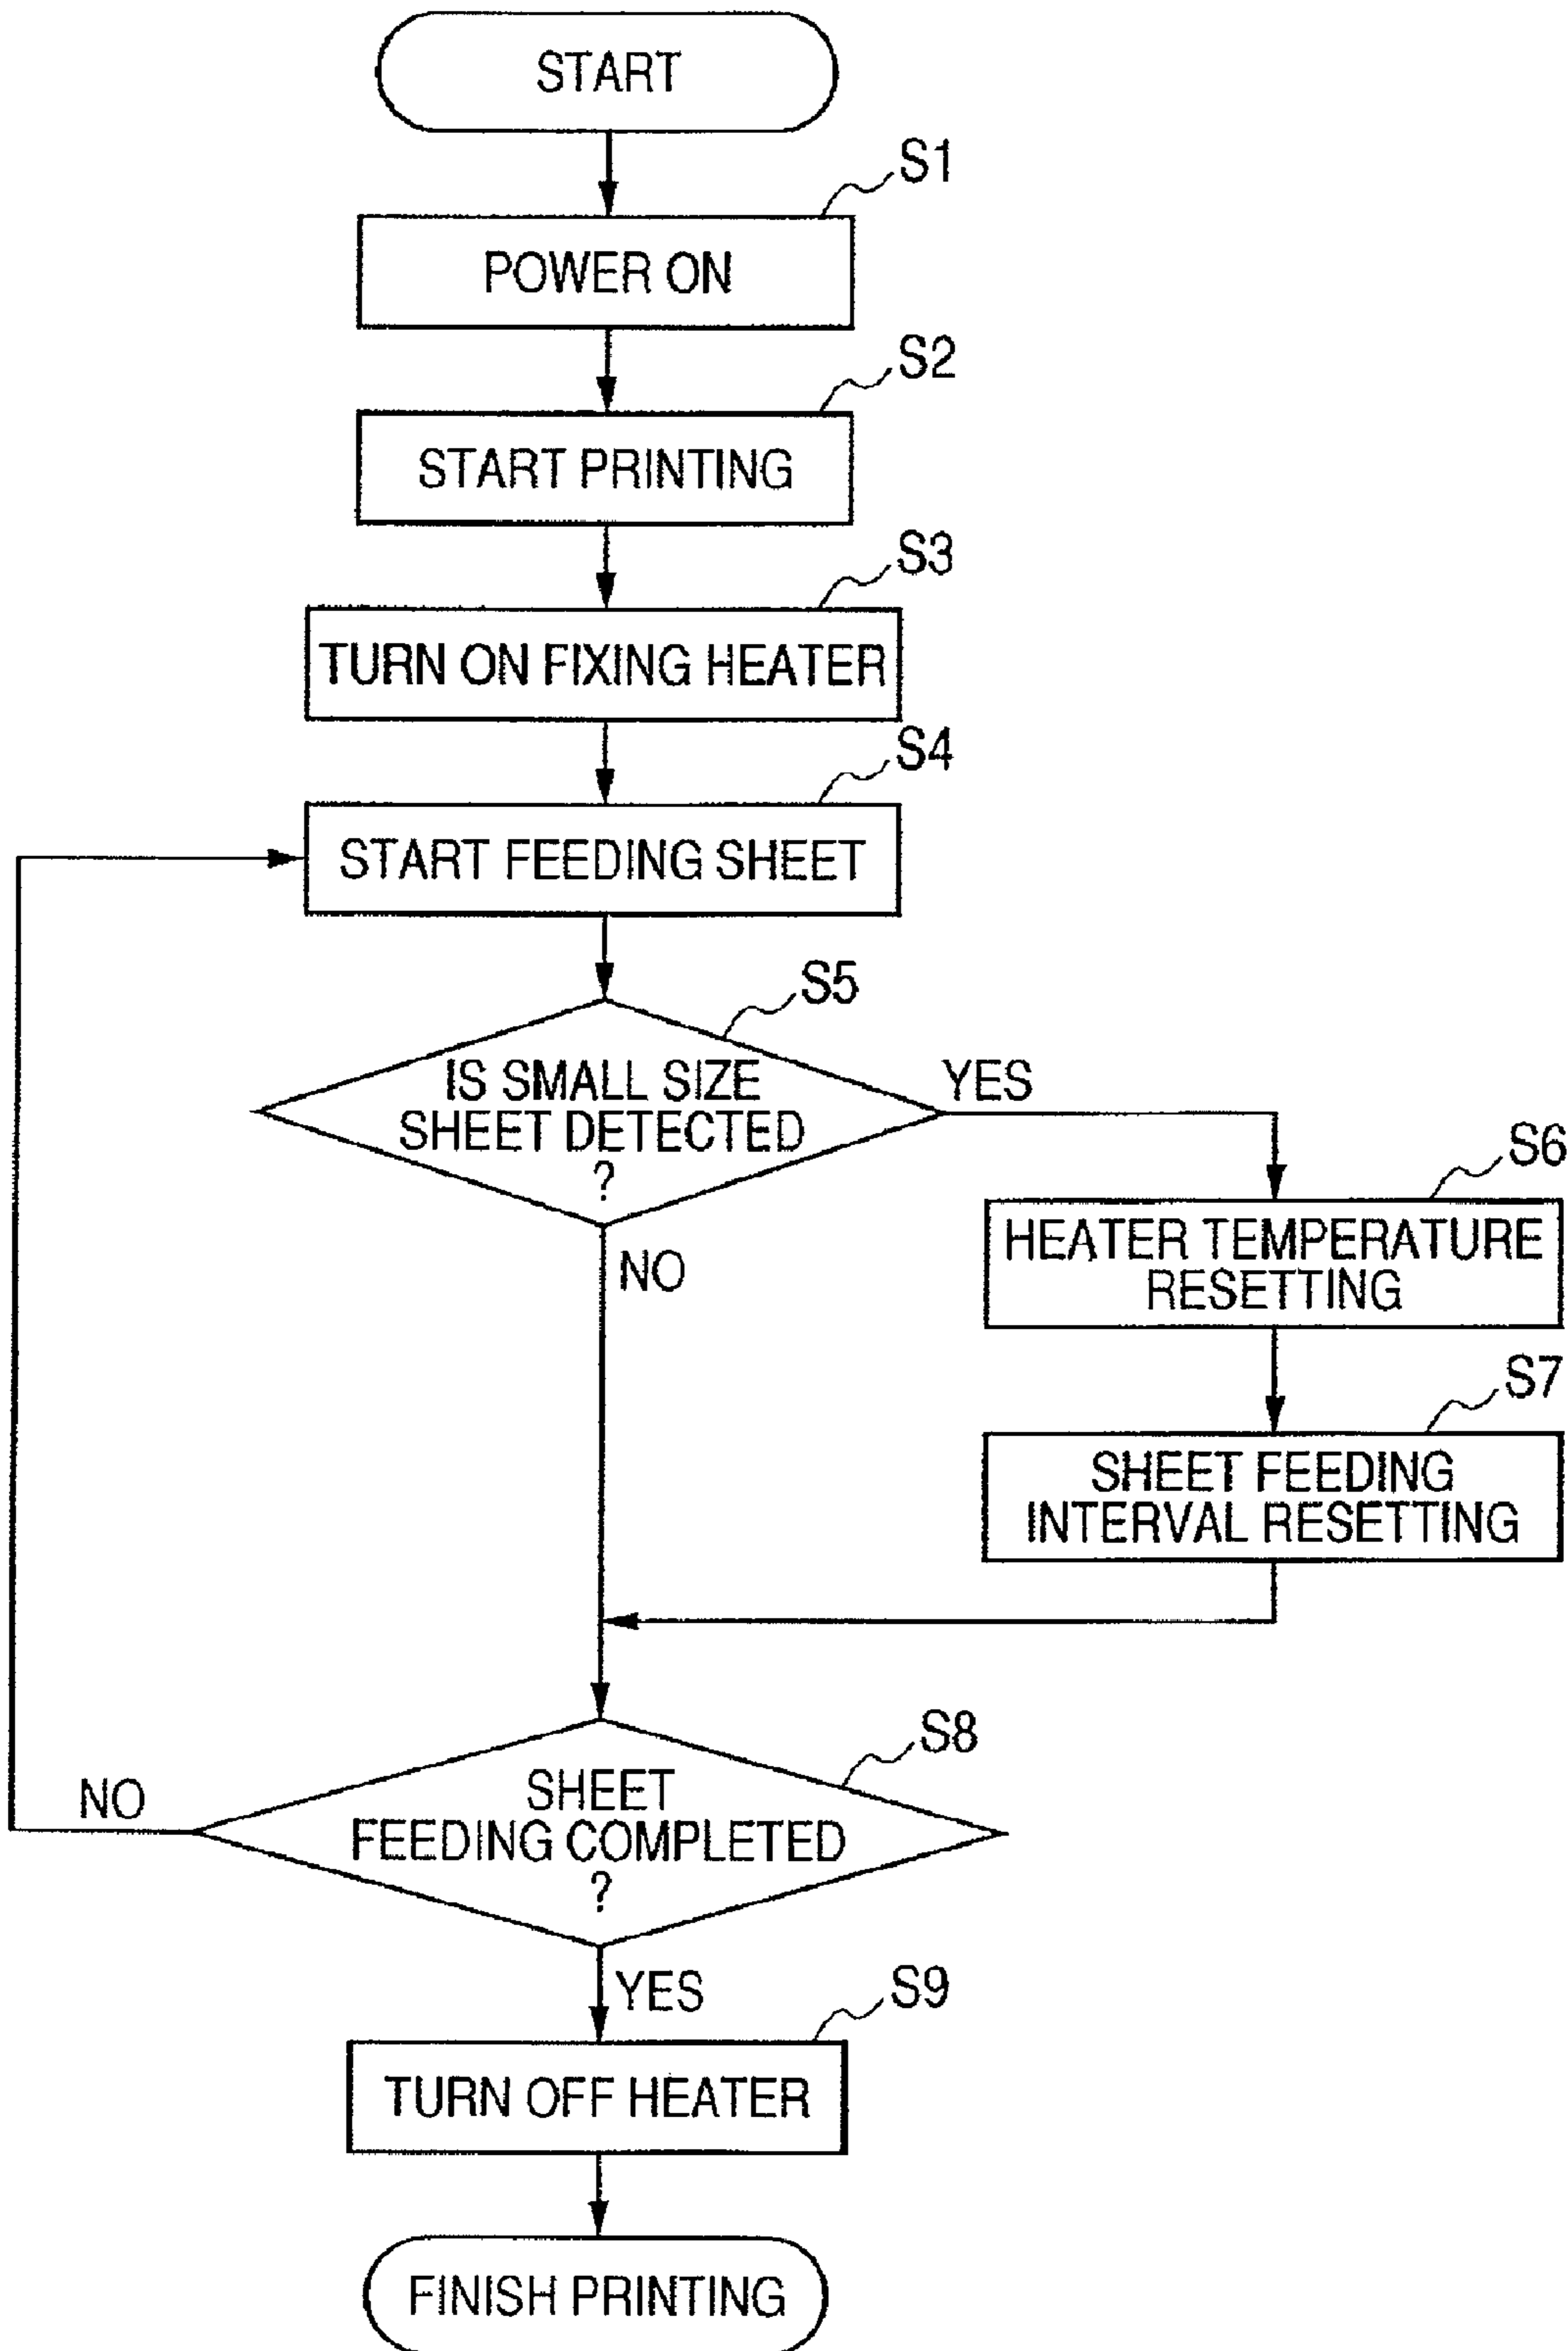 START
S1
POWER ON
S2
START PRINTING
S3
TURN ON FIXING HEATER
S4
START FEEDING SHEET
S5
IS SMALL SIZE
SHEET DETECTED
?
YES
NO
S6
HEATER TEMPERATURE
RESETTING
S7
SHEET FEEDING
INTERVAL RESETTING
S8
SHEET
FEEDING COMPLETED
?
NO
YES
S9
TURN OFF HEATER
FINISH PRINTING